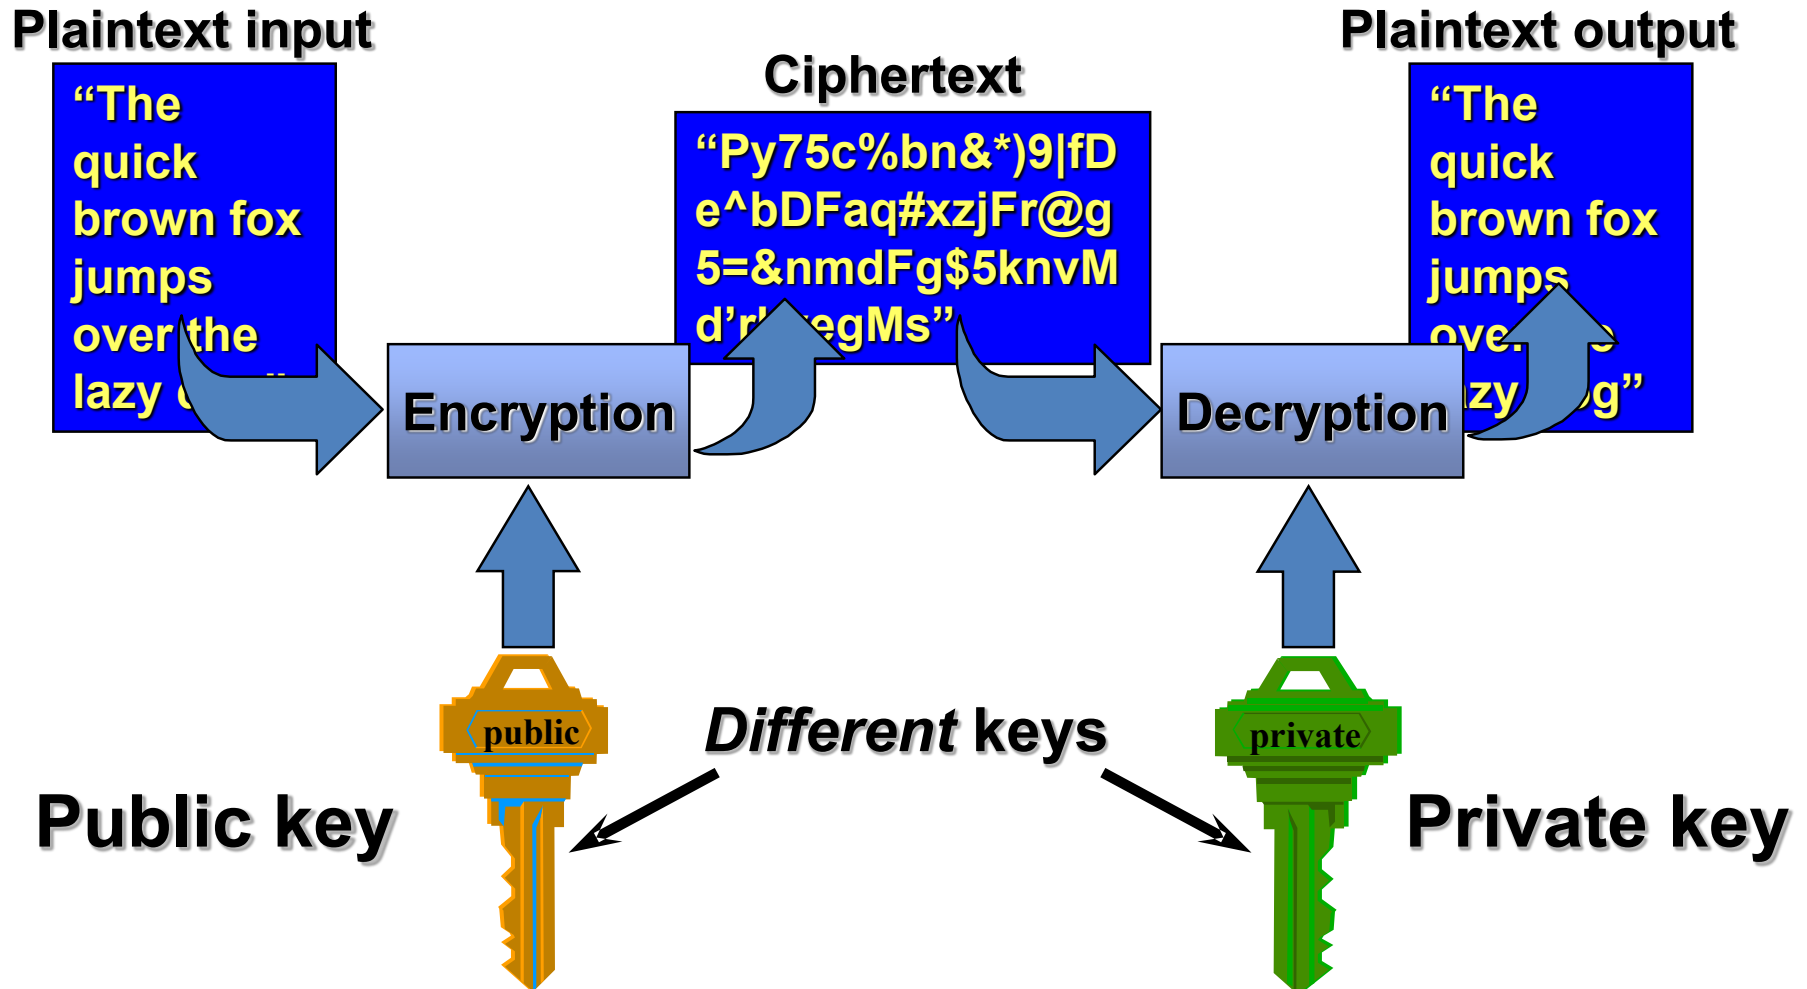 Plaintext input
“The
quick
brown fox
jumps
over the
lazy
Ciphertext
“Py75c%bn&*)9|fD
e^bDFaq#xzjFr@g
5=&nmdFg$5knvM
Plaintext output
“The
quick
brown fox
jumps
Encryption
Decryption
public
Different keys
private
Public key
Private key